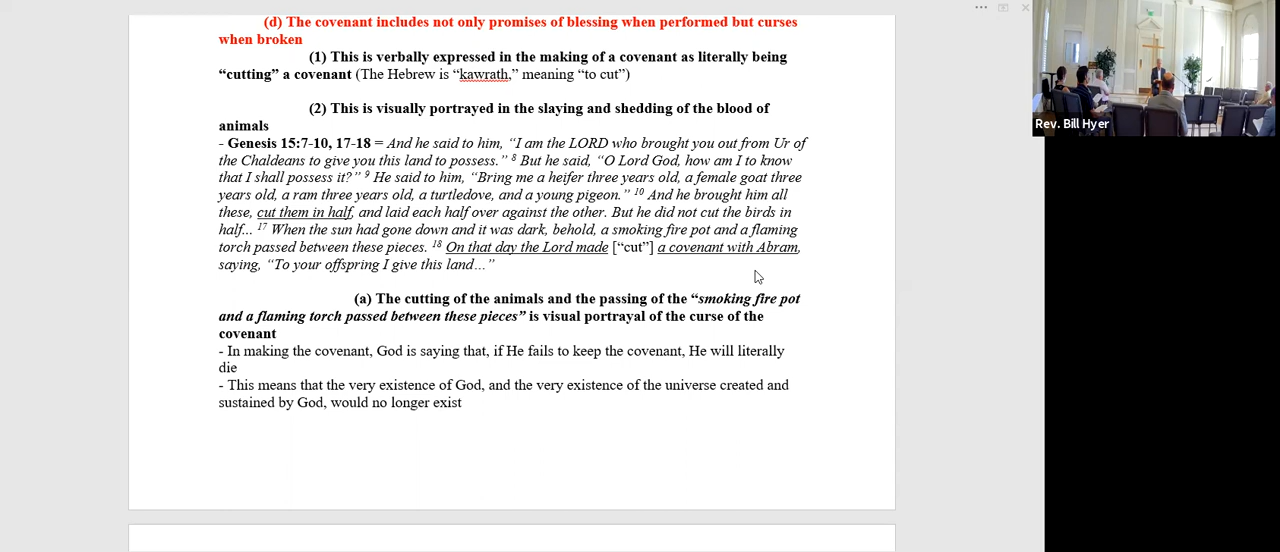 (d) The covenant includes not only promises of blessing when performed but curses
when broken
(1) This is verbally expressed in the making of a covenant as literally being
“cutting” a covenant (The Hebrew is “kawrath,” meaning “to cut”)
(2) This is visually portrayed in the slaying and shedding of the blood of
animals
- Genesis 15:7-10, 17-18 = And he said to him, “I am the LORD who brought you out from Ur of
the Chaldeans to give you this land to possess.” 8 But he said, “O Lord God, how am I to know
that I shall possess it?” 9 He said to him, “Bring me a heifer three years old, a female goat three
years old, a ram three years old, a turtledove, and a young pigeon.” 10 And he brought him all
these, cut them in half, and laid each half over against the other. But he did not cut the birds in
half... 17 When the sun had gone down and it was dark, behold, a smoking fire pot and a flaming
torch passed between these pieces. 18 On that day the Lord made [“cut”] a covenant with Abram,
saying, “To your offspring I give this land…”
(a) The cutting of the animals and the passing of the “smoking fire pot
and a flaming torch passed between these pieces” is visual portrayal of the curse of the
covenant
- In making the covenant, God is saying that, if He fails to keep the covenant, He will literally
die
- This means that the very existence of God, and the very existence of the universe created and
sustained by God, would no longer exist
Rev. Bill Hyer